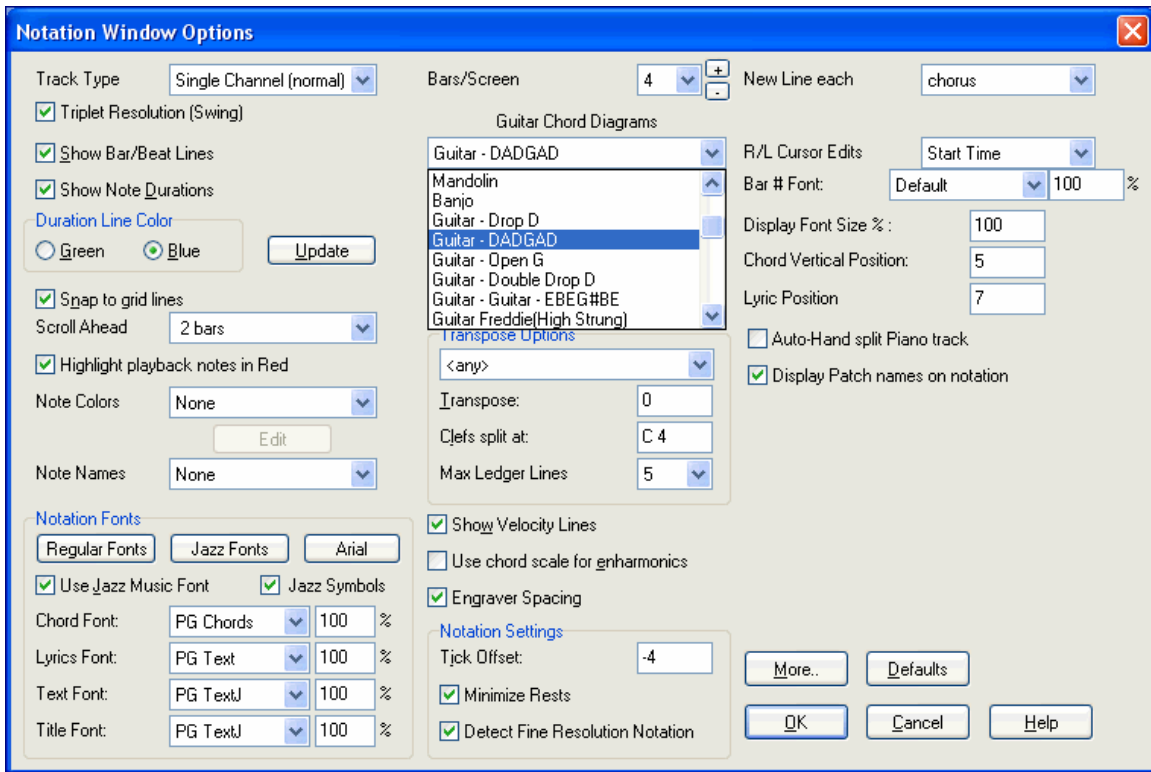 Notation Window Options
Track Type Single Channel (normal)
Triplet Resolution (Swing)
Show Bar/Beat Lines
Show Note Durations
Duration Line Color
Green Blue Update
Snap to grid lines
Scroll Ahead 2 bars
Highlight playback notes in Red
Note Colors None
Edit
Note Names None
Notation Fonts
Regular Fonts Jazz Fonts Arial
Use Jazz Music Font Jazz Symbols
Chord Font: PG Chords 100 %
Lyrics Font: PG Text 100 %
Text Font: PG TextJ 100 %
Title Font: PG TextJ 100 %
Bars/Screen 4 + -
Guitar Chord Diagrams
Guitar - DADGAD
Mandolin
Banjo
Guitar - Drop D
Guitar - DADGAD
Guitar - Open G
Guitar - Double Drop D
Guitar - Guitar - EBEG#BE
Guitar Freddie(High Strung)
Transpose Options
<any>
Transpose: 0
Clefs split at: C 4
Max Ledger Lines 5
Show Velocity Lines
Use chord scale for enharmonics
Engraver Spacing
Notation Settings
Tick Offset: -4
Minimize Rests
Detect Fine Resolution Notation
New Line each chorus
R/L Cursor Edits Start Time
Bar # Font: Default 100 %
Display Font Size % : 100
Chord Vertical Position: 5
Lyric Position 7
Auto-Hand split Piano track
Display Patch names on notation
More.. Defaults
OK Cancel Help